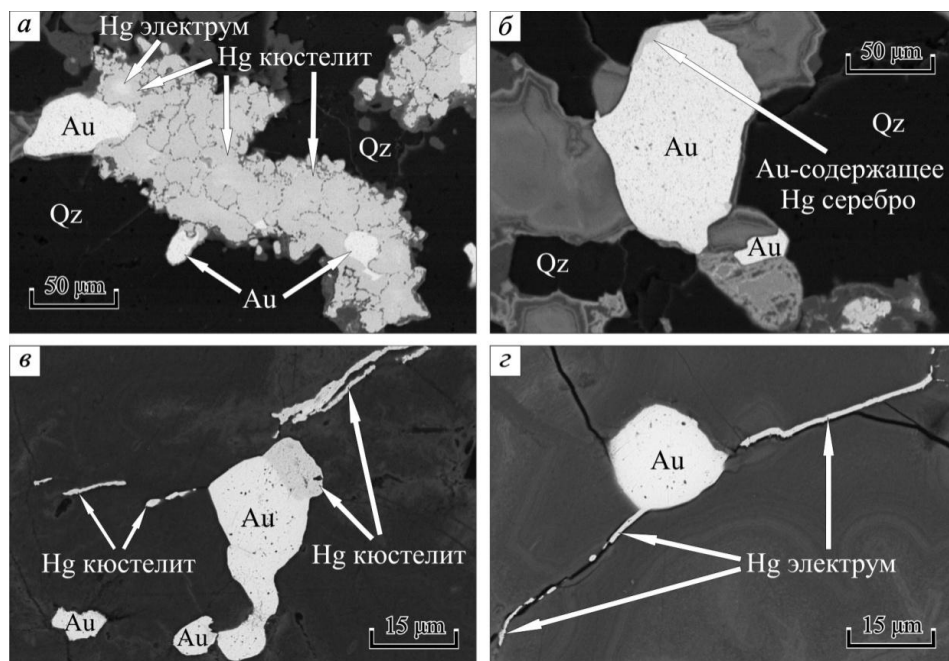 а
Hg электрум
Hg кюстелит
Au
Qz
Qz
Au
50 µm
б
50 µm
Qz
Au
Au-содержащее
Hg серебро
Au
Qz
в
Au
Hg кюстелит
Hg кюстелит
Au
Au
15 µm
г
Au
Hg электрум
15 µm